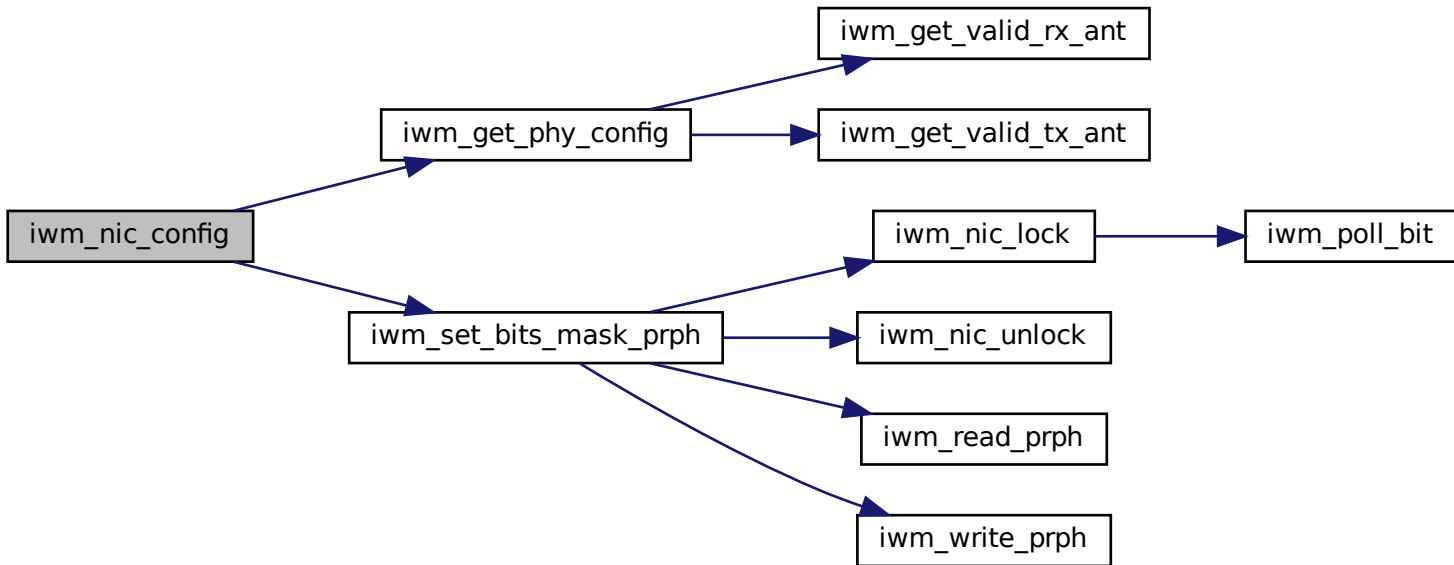 iwm_get_valid_rx_ant
iwm_get_phy_config
iwm_get_valid_tx_ant
iwm_nic_config
iwm_nic_lock
iwm_poll_bit
iwm_set_bits_mask_prph
iwm_nic_unlock
iwm_read_prph
iwm_write_prph